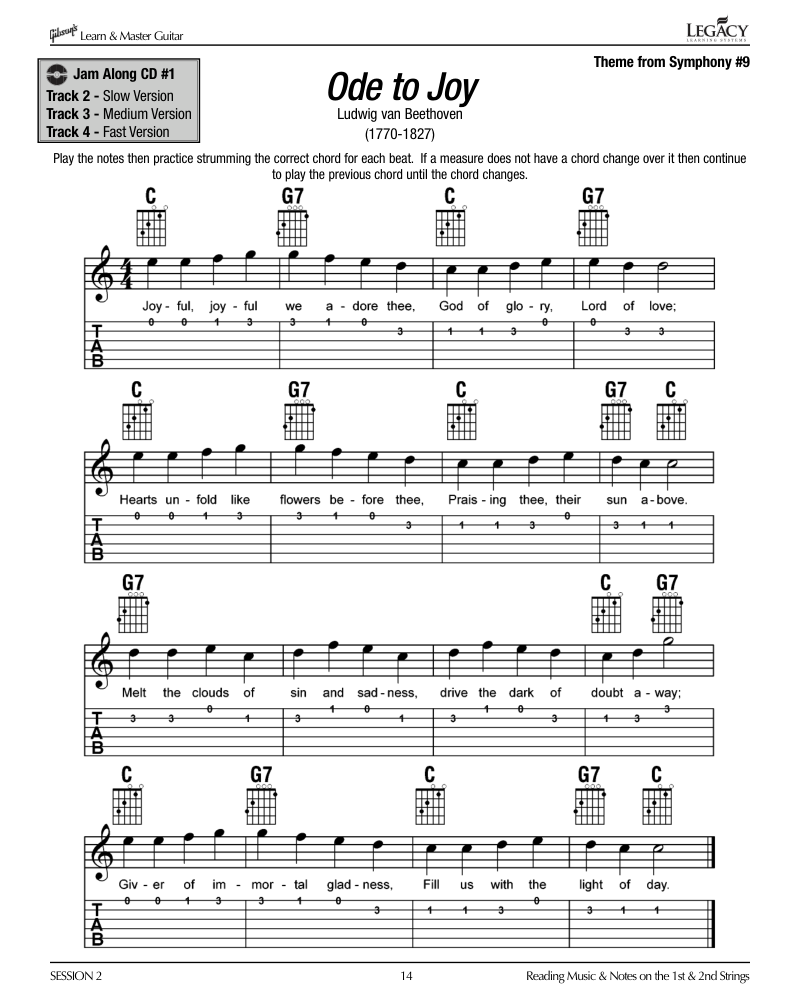 Gibson's Learn & Master Guitar
LEGACY
LEARNING SYSTEMS
Theme from Symphony #9
Jam Along CD #1
Track 2 - Slow Version
Track 3 - Medium Version
Track 4 - Fast Version
Ode to Joy
Ludwig van Beethoven
(1770-1827)
Play the notes then practice strumming the correct chord for each beat. If a measure does not have a chord change over it then continue
to play the previous chord until the chord changes.
C G7 C G7
4
4
Joy - ful, joy - ful we a - dore thee, God of glo - ry, Lord of love;
0 0 1 3 3 1 0 3 1 1 3 0 0 3 3
T
A
B
C G7 C G7 C
Hearts un - fold like flowers be - fore thee, Prais - ing thee, their sun a - bove.
0 0 1 3 3 1 0 3 1 1 3 0 3 1 1
T
A
B
G7 C G7
Melt the clouds of sin and sad - ness, drive the dark of doubt a - way;
3 3 0 1 3 1 0 1 3 1 0 3 1 3 3
T
A
B
C G7 C G7 C
Giv - er of im - mor - tal glad - ness, Fill us with the light of day.
0 0 1 3 3 1 0 3 1 1 3 0 3 1 1
T
A
B
SESSION 2 14 Reading Music & Notes on the 1st & 2nd Strings